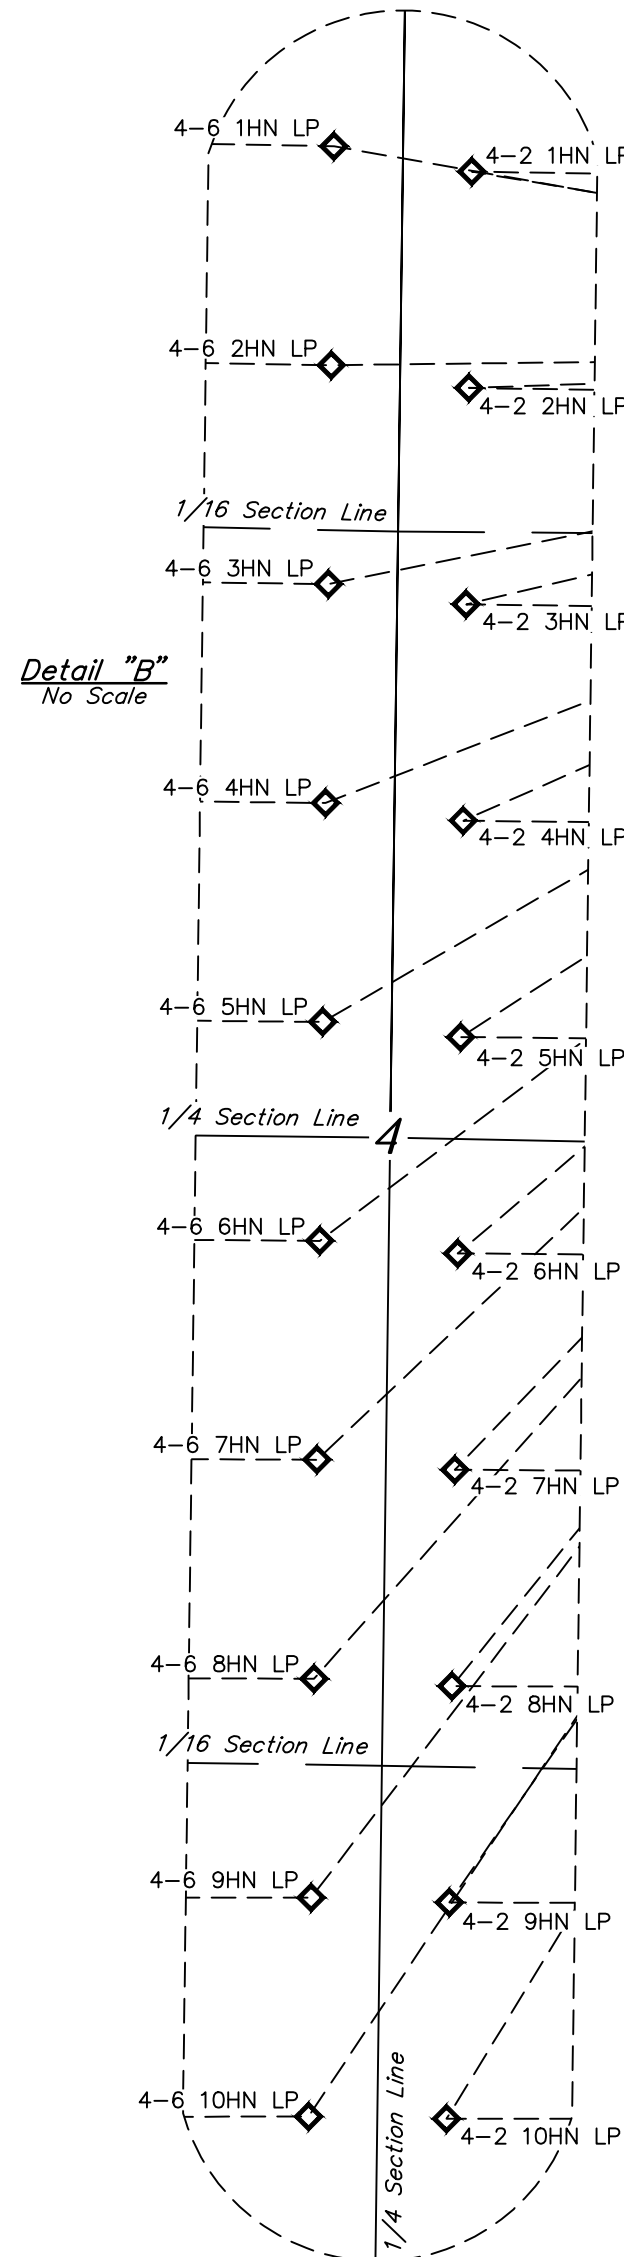 4-6 1HN LP
4-2 1HN LP
4-6 2HN LP
4-2 2HN LP
1/16 Section Line
4-6 3HN LP
4-2 3HN LP
Detail "B"
No Scale
4-6 4HN LP
4-2 4HN LP
4-6 5HN LP
4-2 5HN LP
1/4 Section Line
4
4-6 6HN LP
4-2 6HN LP
4-6 7HN LP
4-2 7HN LP
4-6 8HN LP
4-2 8HN LP
1/16 Section Line
4-6 9HN LP
4-2 9HN LP
1/4 Section Line
4-6 10HN LP
4-2 10HN LP